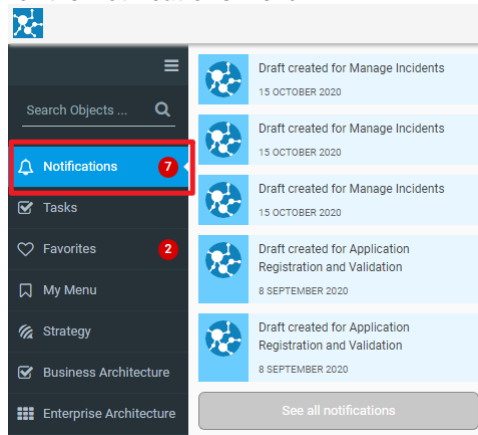 Search Objects ...
Notifications 7
Tasks
Favorites 2
My Menu
Strategy
Business Architecture
Enterprise Architecture
Draft created for Manage Incidents
15 OCTOBER 2020
Draft created for Manage Incidents
15 OCTOBER 2020
Draft created for Manage Incidents
15 OCTOBER 2020
Draft created for Application
Registration and Validation
8 SEPTEMBER 2020
Draft created for Application
Registration and Validation
8 SEPTEMBER 2020
See all notifications